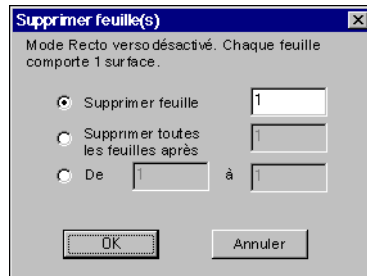 Supprimer feuille(s)
Mode Recto verso désactivé. Chaque feuille
comporte 1 surface.
Supprimer feuille 1
Supprimer toutes
les feuilles après 1
De 1 à 1
OK Annuler